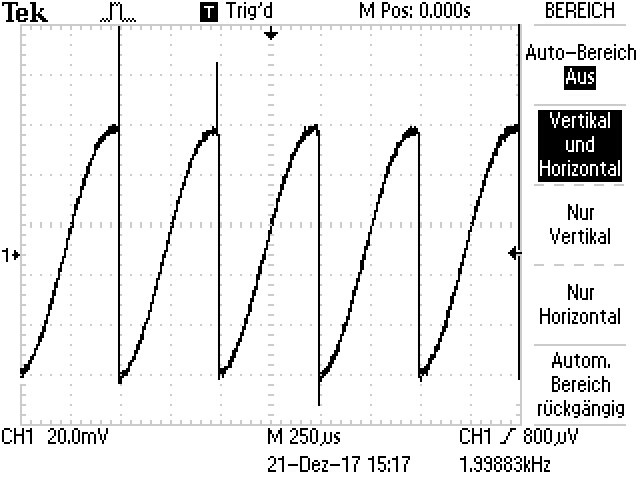 Tek T Trig'd M Pos: 0.000s BEREICH
Auto-Bereich
Aus
Vertikal
und
Horizontal
Nur
Vertikal
1
Nur
Horizontal
Autom.
Bereich
rückgängig
CH1 20.0mV M 250µs CH1 800µV
21-Dez-17 15:17 1.99883kHz